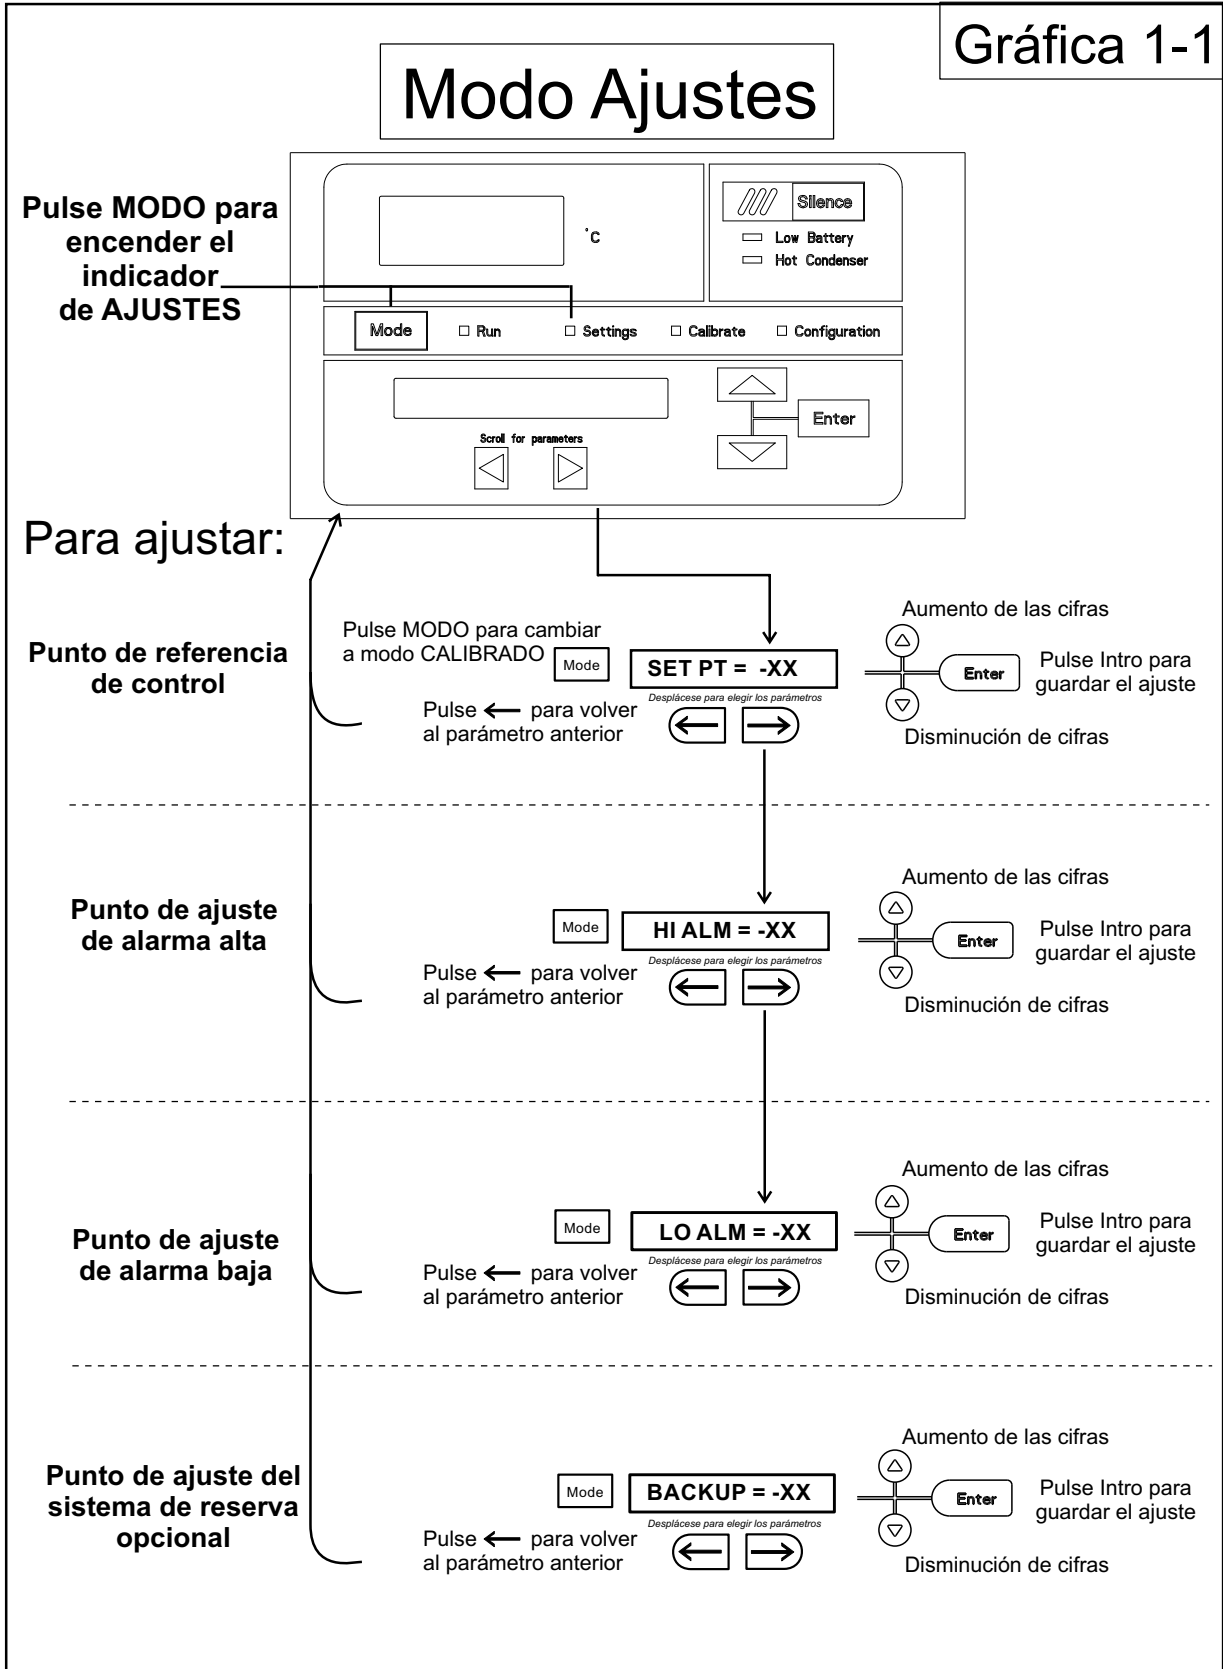 Gráfica 1-1
Modo Ajustes
Pulse MODO para
encender el
indicador
de AJUSTES
°C
Silence
Low Battery
Hot Condenser
Mode
Run
Settings
Calibrate
Configuration
Scroll for parameters
Enter
Para ajustar:
Punto de referencia
de control
Pulse MODO para cambiar
a modo CALIBRADO
Mode
SET PT = -XX
Desplácese para elegir los parámetros
Pulse ← para volver
al parámetro anterior
Aumento de las cifras
Enter
Pulse Intro para
guardar el ajuste
Disminución de cifras
Punto de ajuste
de alarma alta
Mode
HI ALM = -XX
Desplácese para elegir los parámetros
Pulse ← para volver
al parámetro anterior
Aumento de las cifras
Enter
Pulse Intro para
guardar el ajuste
Disminución de cifras
Punto de ajuste
de alarma baja
Mode
LO ALM = -XX
Desplácese para elegir los parámetros
Pulse ← para volver
al parámetro anterior
Aumento de las cifras
Enter
Pulse Intro para
guardar el ajuste
Disminución de cifras
Punto de ajuste del
sistema de reserva
opcional
Mode
BACKUP = -XX
Desplácese para elegir los parámetros
Pulse ← para volver
al parámetro anterior
Aumento de las cifras
Enter
Pulse Intro para
guardar el ajuste
Disminución de cifras